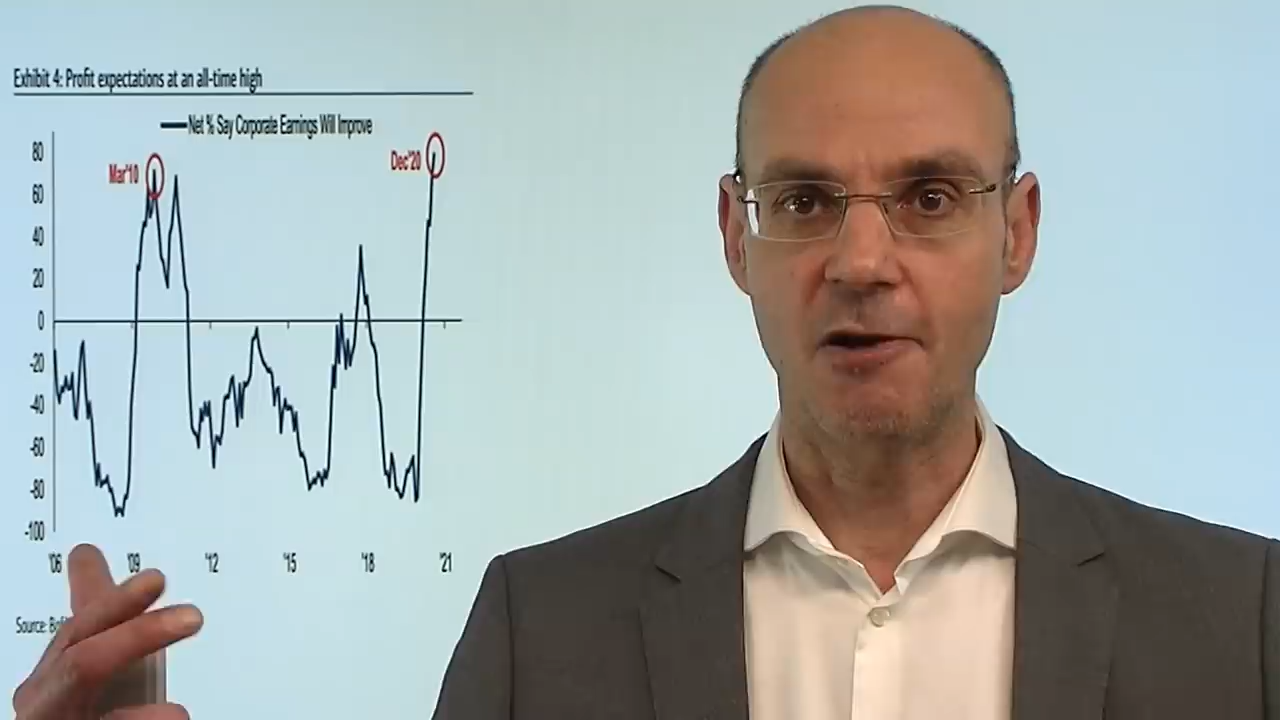 Exhibit 4: Profit expectations at an all-time high
Net % Say Corporate Earnings Will Improve
80
60
40
20
0
-20
-40
-60
-80
-100
Mar'10
Dec'20
'06 '09 '12 '15 '18 '21
Source: